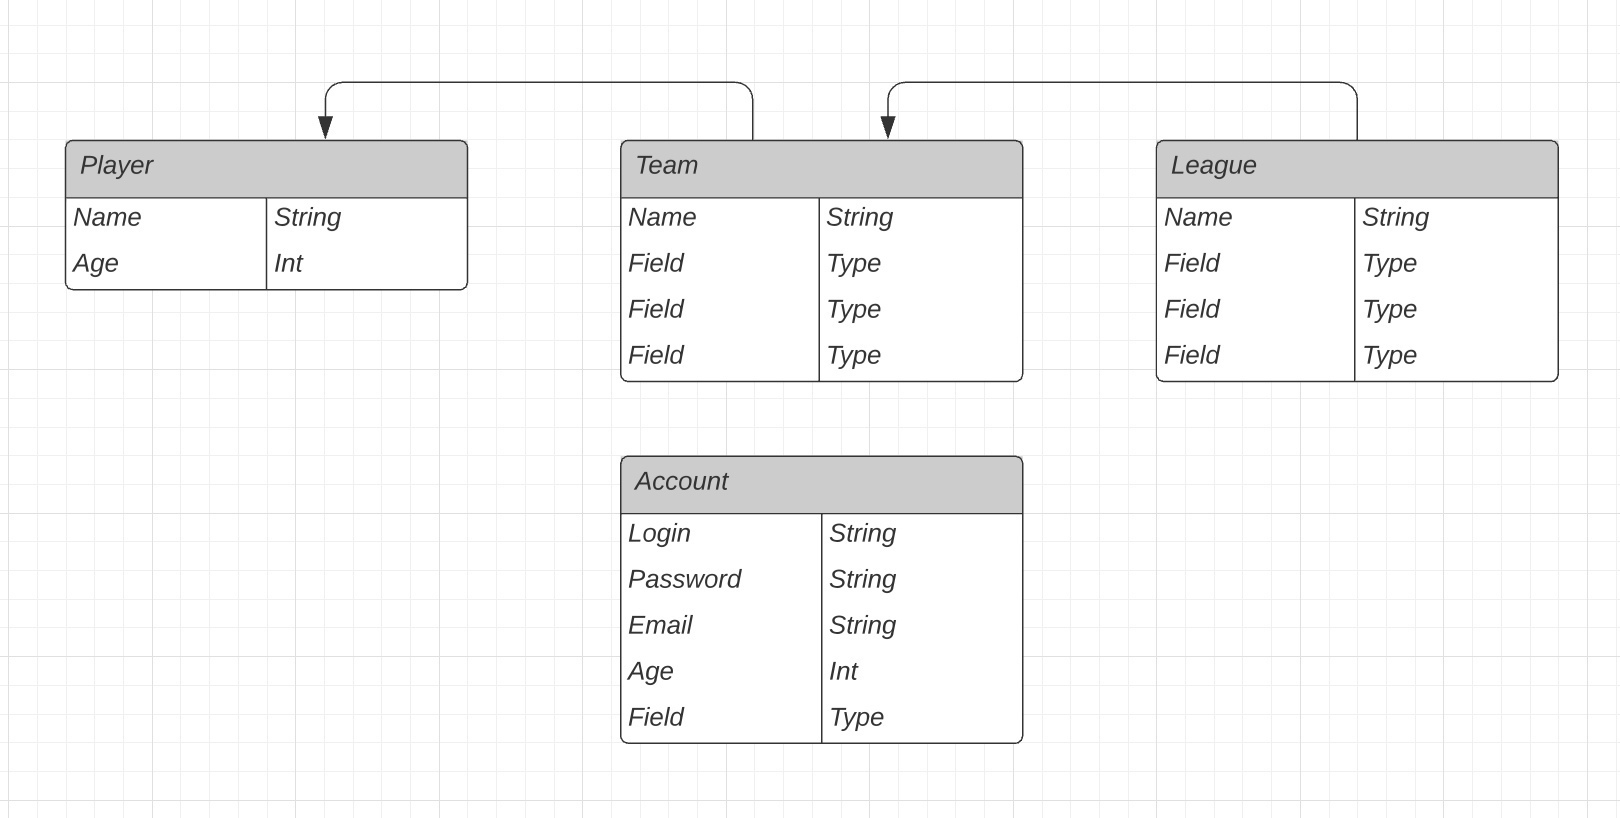 Player
Name String
Age Int
Team
Name String
Field Type
Field Type
Field Type
League
Name String
Field Type
Field Type
Field Type
Account
Login String
Password String
Email String
Age Int
Field Type